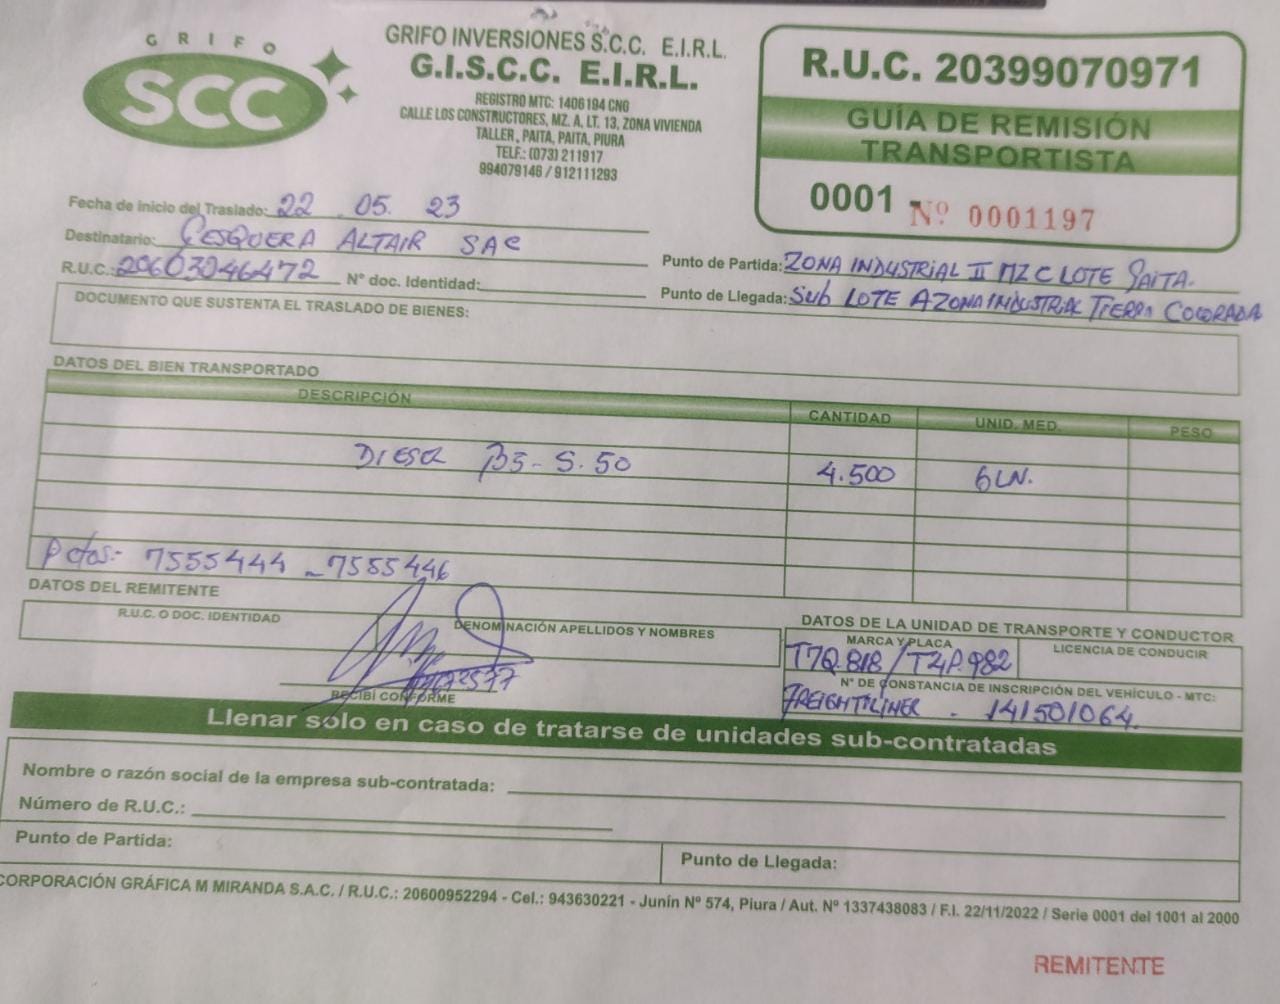 GRIFO
SCC
GRIFO INVERSIONES S.C.C. E.I.R.L.
G.I.S.C.C. E.I.R.L.
REGISTRO MTC: 1406194 CNG
CALLE LOS CONSTRUCTORES, MZ. A, LT. 13, ZONA VIVIENDA
TALLER, PAITA, PAITA, PIURA
TELF.: (073) 211917
994079146 / 912111293
R.U.C. 20399070971
GUÍA DE REMISIÓN
TRANSPORTISTA
0001 - Nº 0001197
Fecha de inicio del Traslado: 22 . 05. 23
Destinatario: PESQUERA ALTAIR SAC
R.U.C.: 20603046472 N° doc. Identidad:
Punto de Partida: ZONA INDUSTRIAL II MZ C LOTE PAITA.
Punto de Llegada: Sub LOTE A ZONA INDUSTRIAL TIERRA COLORADA
DOCUMENTO QUE SUSTENTA EL TRASLADO DE BIENES:
DATOS DEL BIEN TRANSPORTADO
DESCRIPCIÓN CANTIDAD UNID. MED. PESO
DIESEL B5 - S.50 4.500 GLN.
Pctos.- 7555444 - 7555446
DATOS DEL REMITENTE
R.U.C. O DOC. IDENTIDAD DENOMINACIÓN APELLIDOS Y NOMBRES
RECIBÍ CONFORME
DATOS DE LA UNIDAD DE TRANSPORTE Y CONDUCTOR
MARCA Y PLACA LICENCIA DE CONDUCIR
T7Q.818 / T4P.982
N° DE CONSTANCIA DE INSCRIPCIÓN DEL VEHÍCULO - MTC:
FREIGHTLINER - 141501064.
Llenar sólo en caso de tratarse de unidades sub-contratadas
Nombre o razón social de la empresa sub-contratada:
Número de R.U.C.:
Punto de Partida: Punto de Llegada:
CORPORACIÓN GRÁFICA M MIRANDA S.A.C. / R.U.C.: 20600952294 - Cel.: 943630221 - Junín Nº 574, Piura / Aut. Nº 1337438083 / F.I. 22/11/2022 / Serie 0001 del 1001 al 2000
REMITENTE